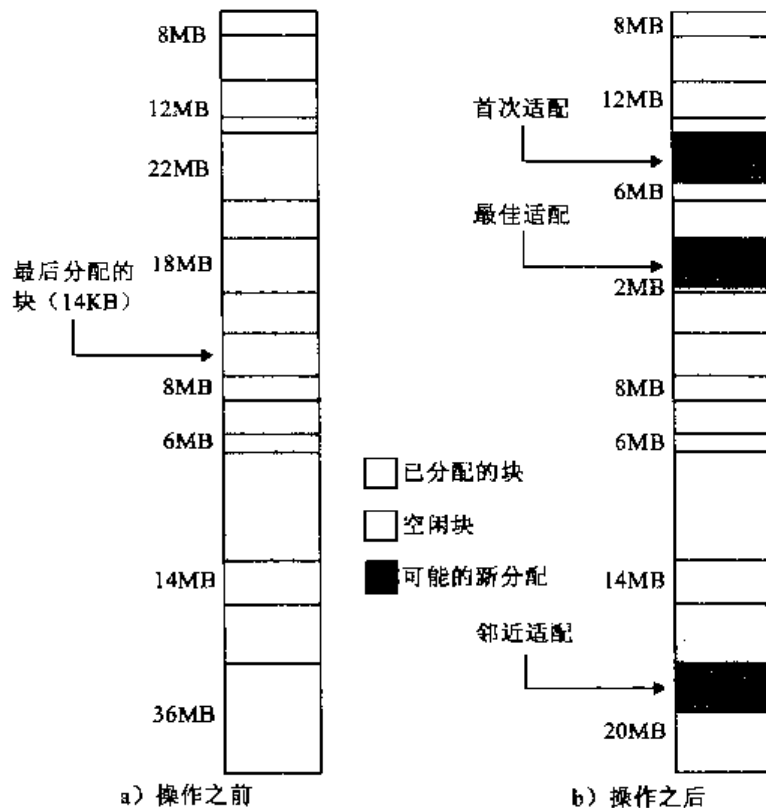 8MB
12MB
22MB
18MB
最后分配的
块（14KB）
8MB
6MB
14MB
36MB
a）操作之前
已分配的块
空闲块
可能的新分配
8MB
12MB
首次适配
6MB
最佳适配
2MB
8MB
6MB
14MB
邻近适配
20MB
b）操作之后